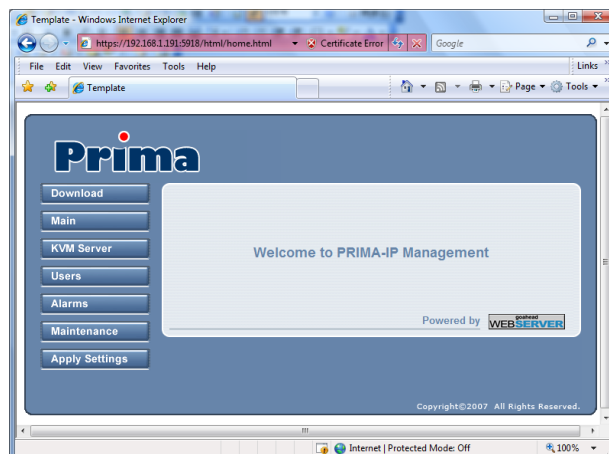 Template - Windows Internet Explorer
https://192.168.1.191:5918/html/home.html Certificate Error Google
File Edit View Favorites Tools Help Links
Template Page Tools
Prima
Download
Main
KVM Server
Users
Alarms
Maintenance
Apply Settings
Welcome to PRIMA-IP Management
Powered by goahead WEBSERVER
Copyright©2007 All Rights Reserved.
Internet | Protected Mode: Off 100%